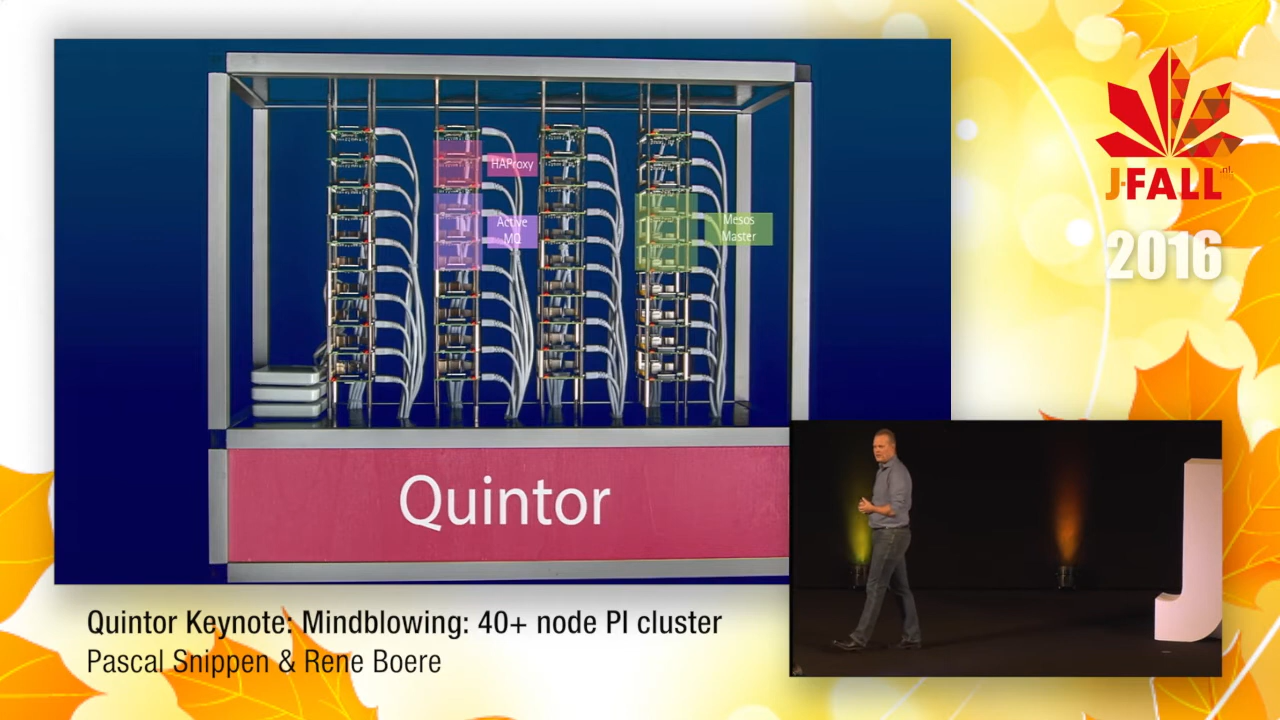 HAProxy
Active
MQ
Mesos
Master
Quintor
J-FALL.nl
2016
Quintor Keynote: Mindblowing: 40+ node PI cluster
Pascal Snippen & Rene Boere
J